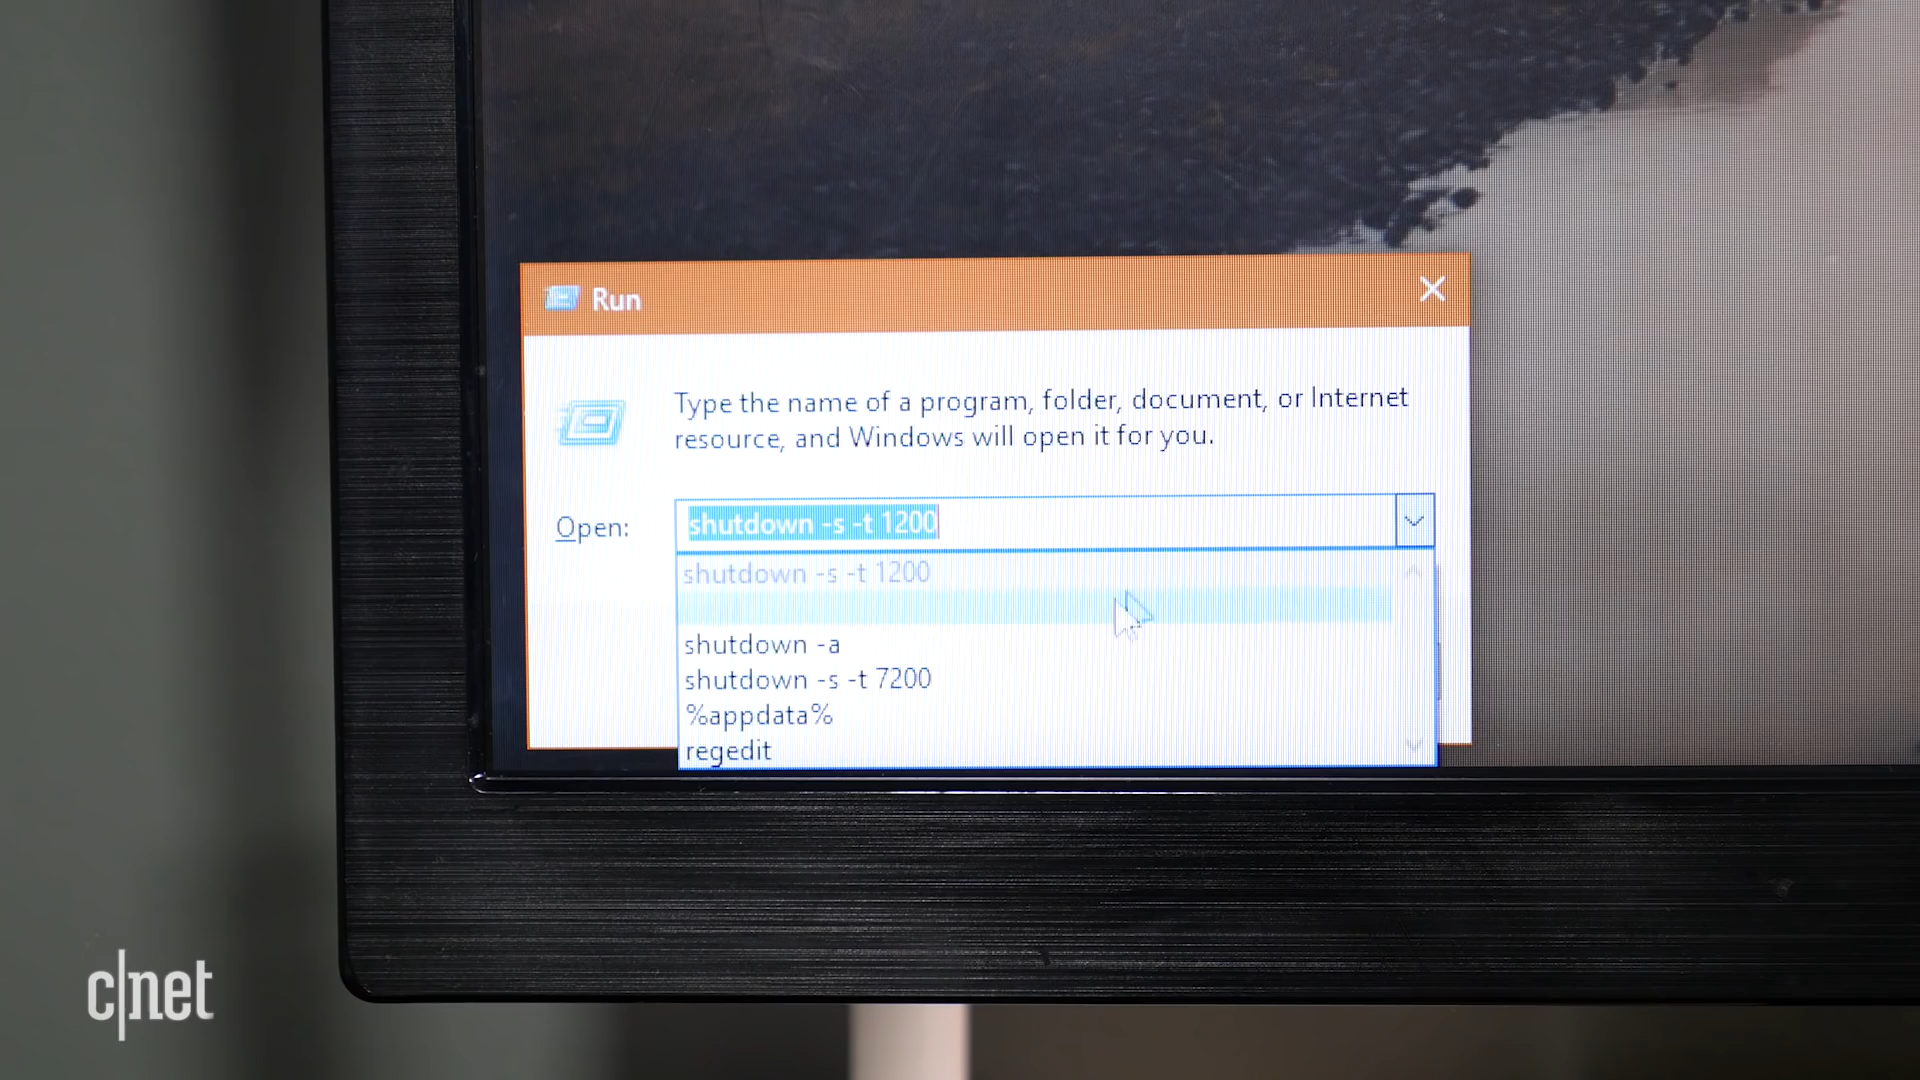 Run
Type the name of a program, folder, document, or Internet
resource, and Windows will open it for you.
Open:
shutdown -s -t 1200
shutdown -s -t 1200
shutdown -a
shutdown -s -t 7200
%appdata%
regedit
c|net